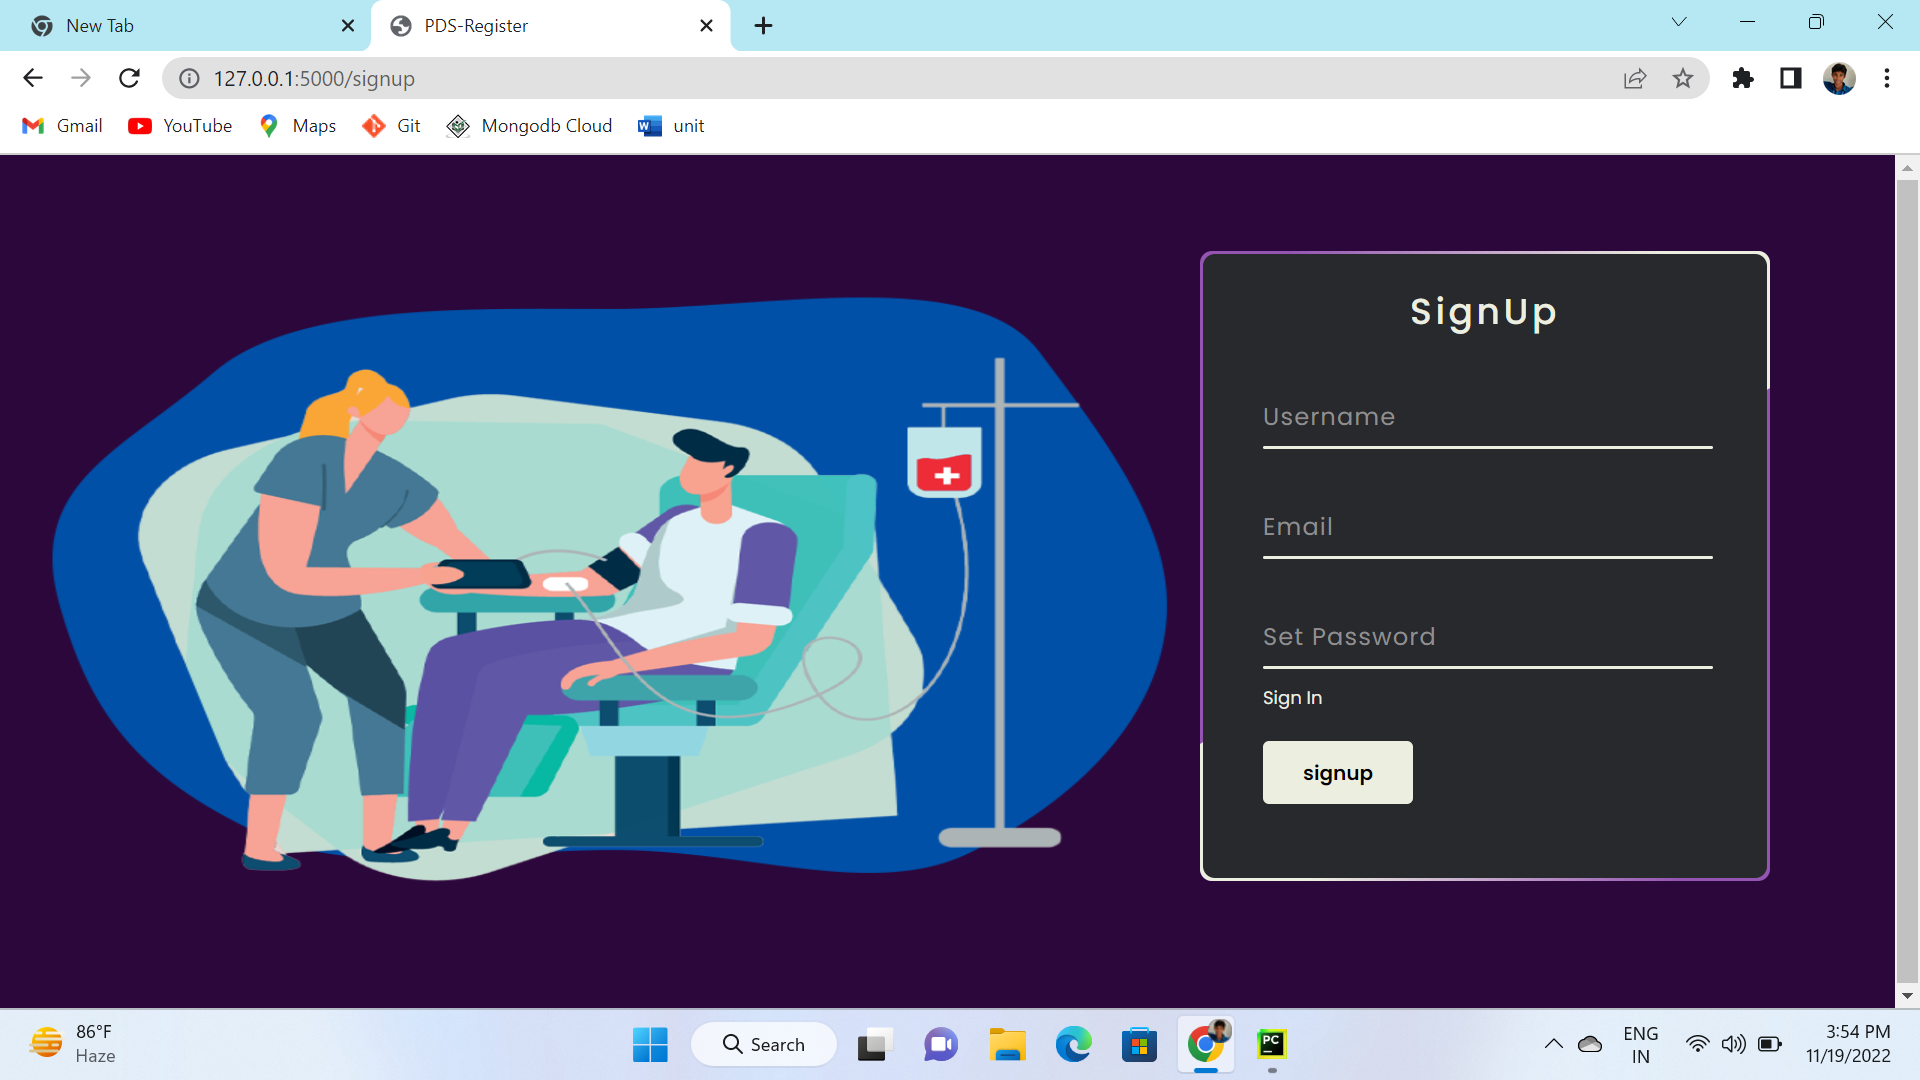 New Tab
PDS-Register
127.0.0.1:5000/signup
Gmail
YouTube
Maps
Git
Mongodb Cloud
W
unit
SignUp
Username
Email
Set Password
Sign In
signup
86°F
Haze
Search
PC
ENG
IN
3:54 PM
11/19/2022